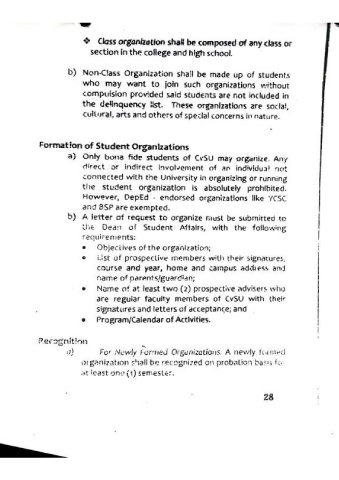 ❖ Class organization shall be composed of any class or
section in the college and high school.
b) Non-Class Organization shall be made up of students
who may want to join such organizations without
compulsion provided said students are not included in
the delinquency list. These organizations are social,
cultural, arts and others of special concerns in nature.
Formation of Student Organizations
a) Only bona fide students of CvSU may organize. Any
direct or indirect involvement of an individual not
connected with the University in organizing or running
the student organization is absolutely prohibited.
However, DepEd - endorsed organizations like YCSC
and BSP are exempted.
b) A letter of request to organize must be submitted to
the Dean of Student Affairs, with the following
requirements:
• Objectives of the organization;
• List of prospective members with their signatures,
course and year, home and campus address and
name of parents/guardian;
• Name of at least two (2) prospective advisers who
are regular faculty members of CvSU with their
signatures and letters of acceptance; and
• Program/Calendar of Activities.
Recognition
a) For Newly Formed Organizations. A newly formed
organization shall be recognized on probation basis fo
at least one (1) semester.
28